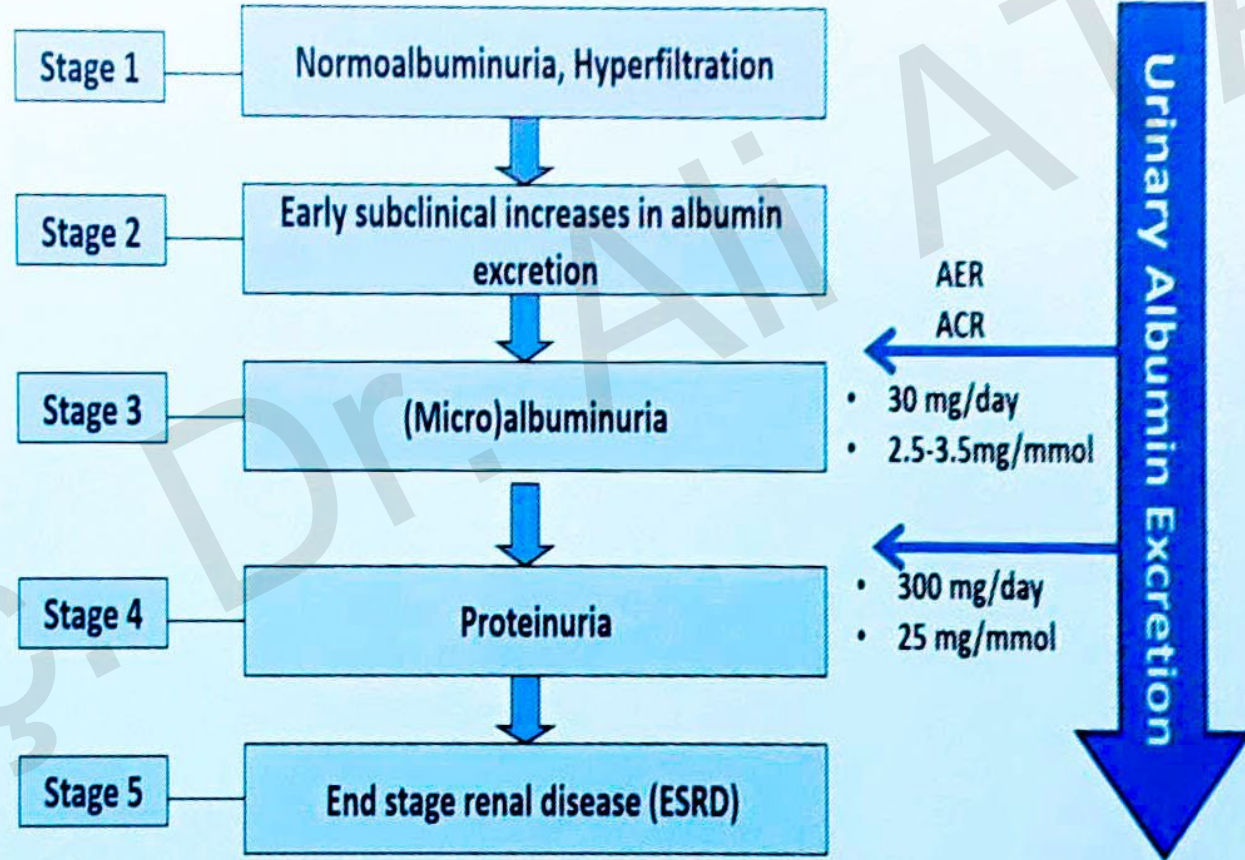 Stage 1
Normoalbuminuria, Hyperfiltration
Stage 2
Early subclinical increases in albumin
excretion
AER
ACR
Stage 3
(Micro)albuminuria
• 30 mg/day
• 2.5-3.5mg/mmol
Stage 4
Proteinuria
• 300 mg/day
• 25 mg/mmol
Stage 5
End stage renal disease (ESRD)
Urinary Albumin Excretion
Dr. Ali